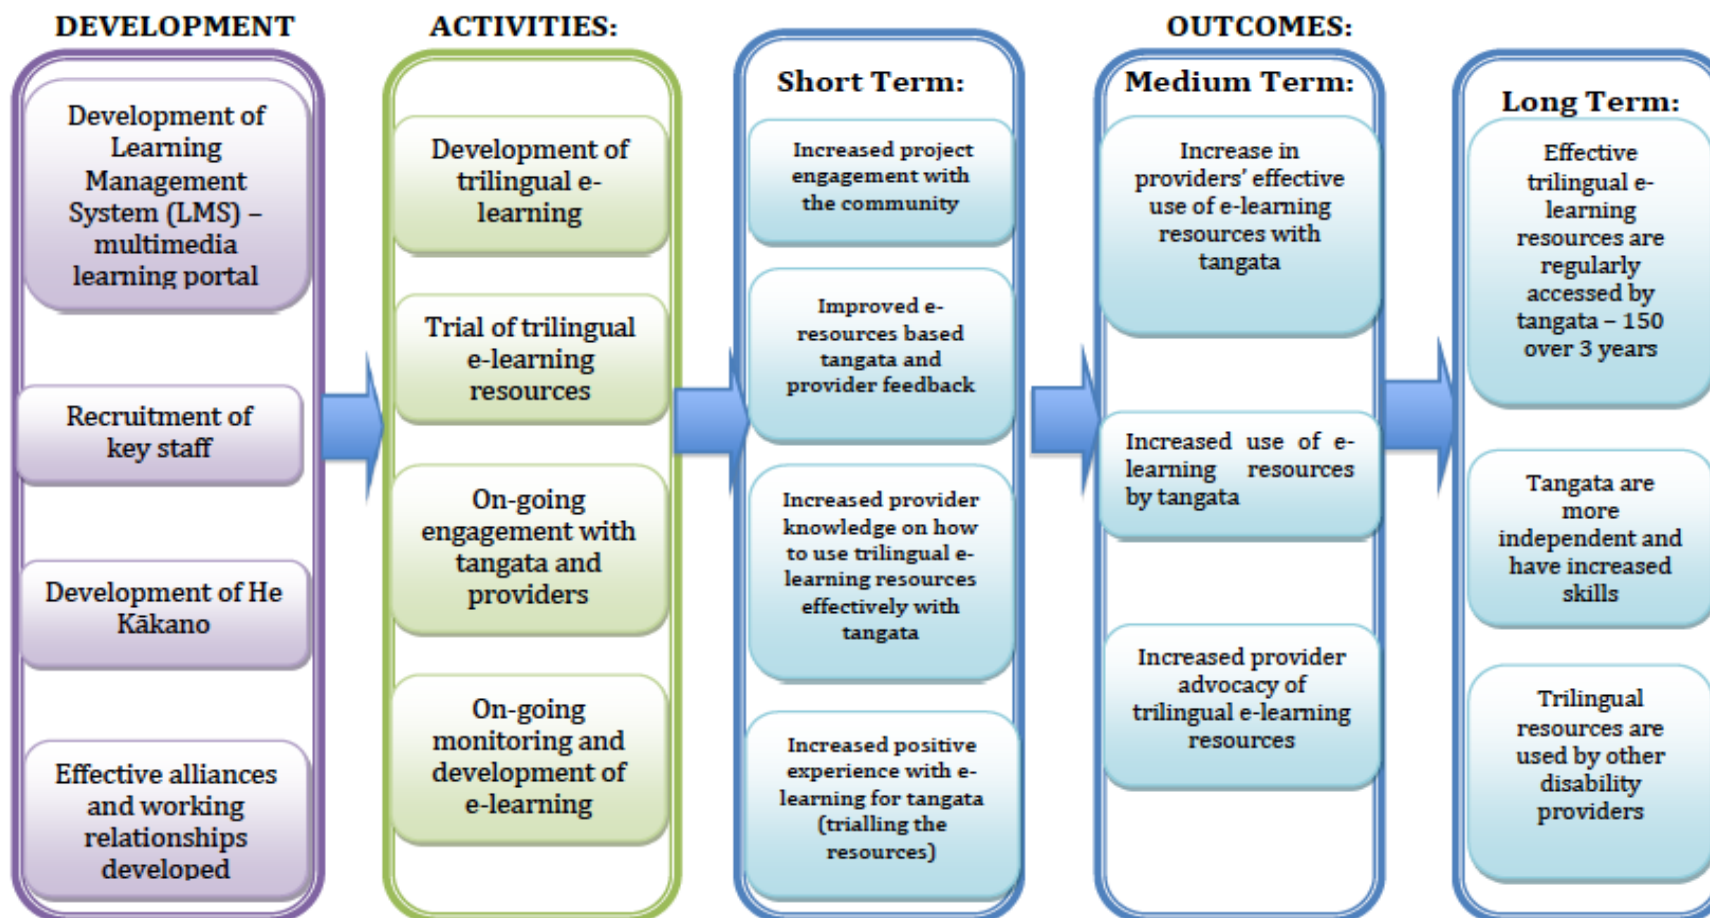 DEVELOPMENT
Development of
Learning
Management
System (LMS) –
multimedia
learning portal
Recruitment of
key staff
Development of He
Kākano
Effective alliances
and working
relationships
developed
ACTIVITIES:
Development of
trilingual e-
learning
Trial of trilingual
e-learning
resources
On-going
engagement with
tangata and
providers
On-going
monitoring and
development of
e-learning
OUTCOMES:
Short Term:
Increased project
engagement with
the community
Improved e-
resources based
tangata and
provider feedback
Increased provider
knowledge on how
to use trilingual e-
learning resources
effectively with
tangata
Increased positive
experience with e-
learning for tangata
(trialling the
resources)
Medium Term:
Increase in
providers’ effective
use of e-learning
resources with
tangata
Increased use of e-
learning resources
by tangata
Increased provider
advocacy of
trilingual e-learning
resources
Long Term:
Effective
trilingual e-
learning
resources are
regularly
accessed by
tangata – 150
over 3 years
Tangata are
more
independent and
have increased
skills
Trilingual
resources are
used by other
disability
providers